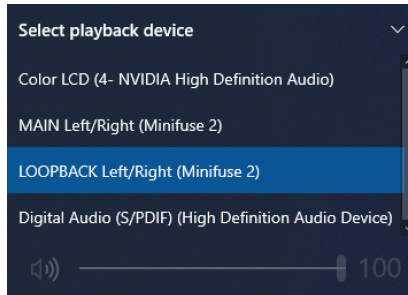 Select playback device
Color LCD (4- NVIDIA High Definition Audio)
MAIN Left/Right (Minifuse 2)
LOOPBACK Left/Right (Minifuse 2)
Digital Audio (S/PDIF) (High Definition Audio Device)
100